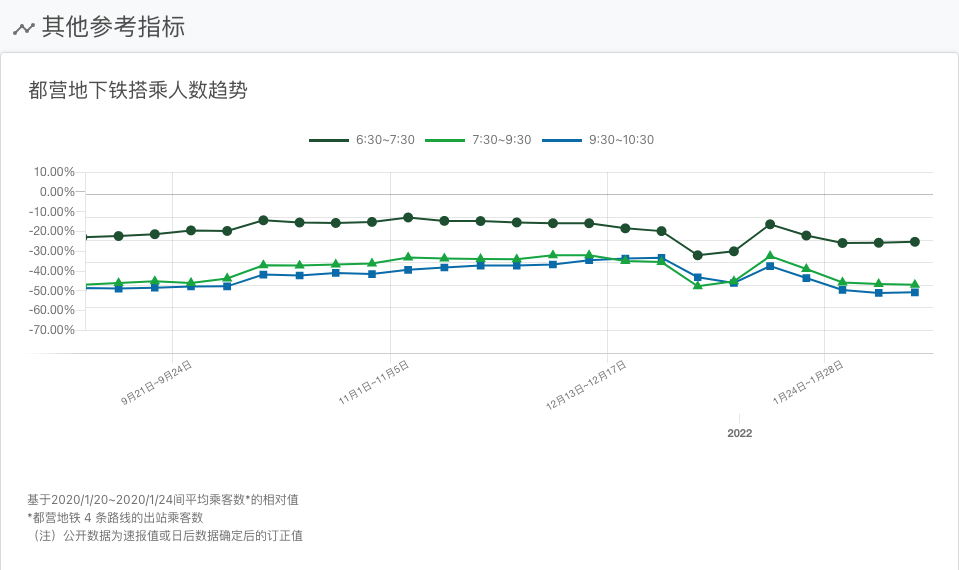 其他参考指标
都营地下铁搭乘人数趋势
6:30~7:30 7:30~9:30 9:30~10:30
10.00%
0.00%
-10.00%
-20.00%
-30.00%
-40.00%
-50.00%
-60.00%
-70.00%
9月21日~9月24日 11月1日~11月5日 12月13日~12月17日 1月24日~1月28日
2022
基于2020/1/20~2020/1/24间平均乘客数*的相对值
*都营地铁 4 条路线的出站乘客数
（注）公开数据为速报值或日后数据确定后的订正值